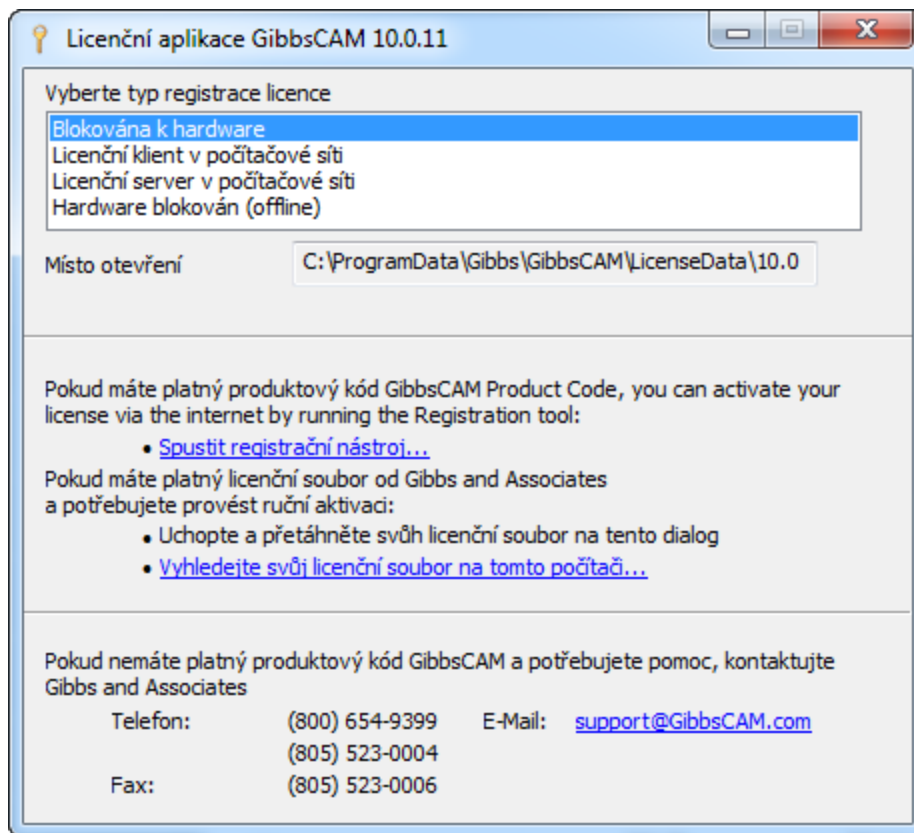 Licenční aplikace GibbsCAM 10.0.11
Vyberte typ registrace licence
Blokována k hardware
Licenční klient v počítačové síti
Licenční server v počítačové síti
Hardware blokován (offline)
Místo otevření C:\ProgramData\Gibbs\GibbsCAM\LicenseData\10.0
Pokud máte platný produktový kód GibbsCAM Product Code, you can activate your
license via the internet by running the Registration tool:
• Spustit registrační nástroj...
Pokud máte platný licenční soubor od Gibbs and Associates
a potřebujete provést ruční aktivaci:
• Uchopte a přetáhněte svůh licenční soubor na tento dialog
• Vyhledejte svůj licenční soubor na tomto počítači...
Pokud nemáte platný produktový kód GibbsCAM a potřebujete pomoc, kontaktujte
Gibbs and Associates
Telefon: (800) 654-9399 E-Mail: support@GibbsCAM.com
(805) 523-0004
Fax: (805) 523-0006